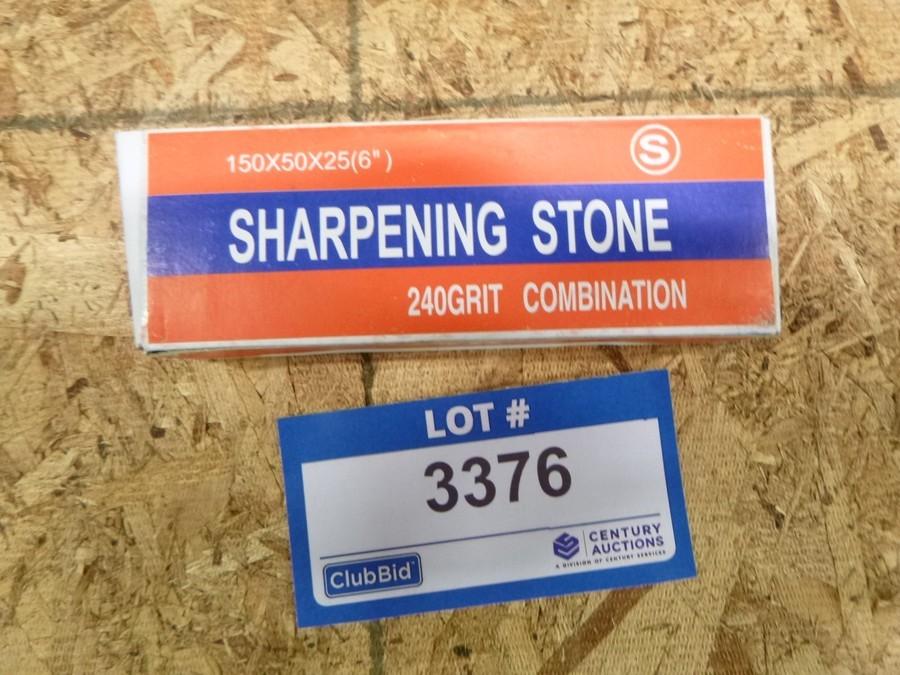 150X50X25(6")
S
SHARPENING STONE
240GRIT COMBINATION
LOT #
3376
ClubBid
CENTURY
AUCTIONS
A DIVISION OF CENTURY SERVICES